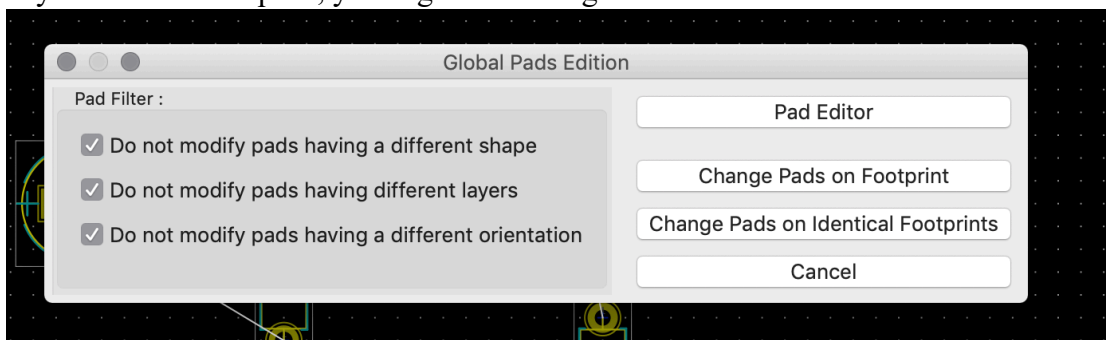 Global Pads Edition
Pad Filter :
Do not modify pads having a different shape
Do not modify pads having different layers
Do not modify pads having a different orientation
Pad Editor
Change Pads on Footprint
Change Pads on Identical Footprints
Cancel